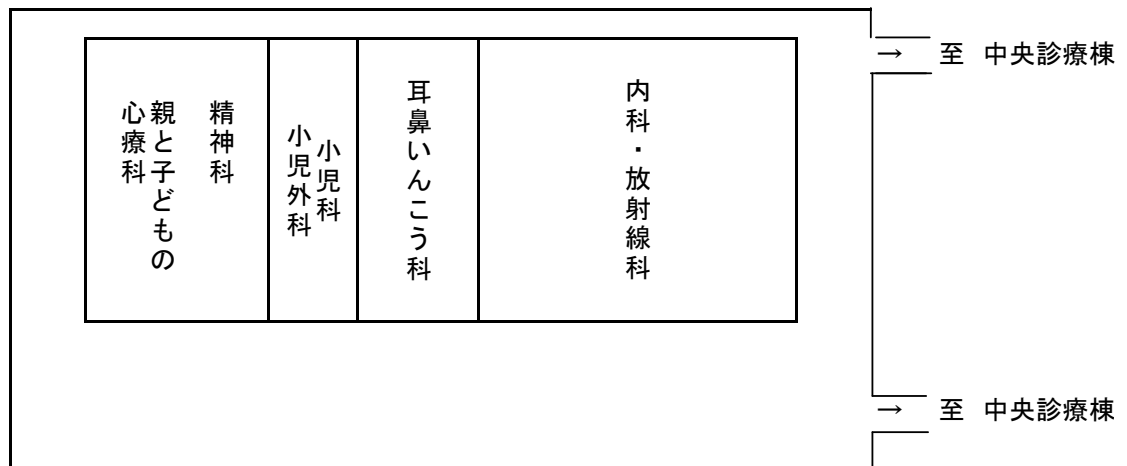 精神科
親と子どもの
心療科
小児科
小児外科
耳鼻いんこう科
内科・放射線科
→ 至 中央診療棟
→ 至 中央診療棟